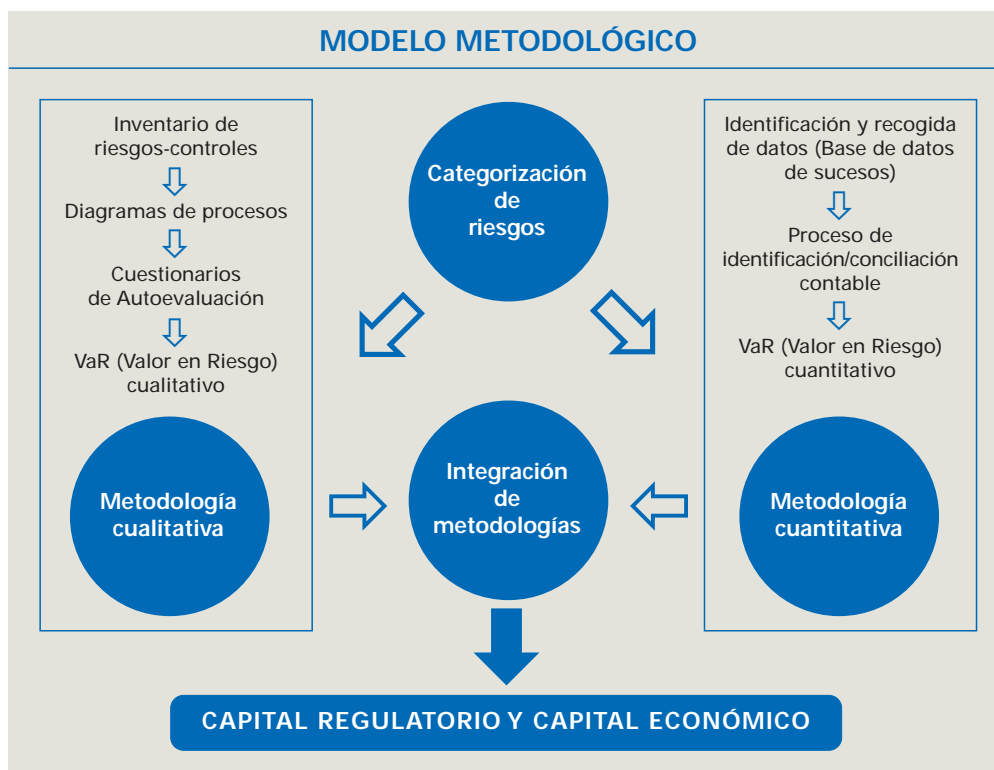 MODELO METODOLÓGICO
Inventario de
riesgos-controles
Diagramas de procesos
Cuestionarios
de Autoevaluación
VaR (Valor en Riesgo)
cualitativo
Metodología
cualitativa
Categorización
de
riesgos
Integración
de
metodologías
Identificación y recogida
de datos (Base de datos
de sucesos)
Proceso de
identificación/conciliación
contable
VaR (Valor en Riesgo)
cuantitativo
Metodología
cuantitativa
CAPITAL REGULATORIO Y CAPITAL ECONÓMICO